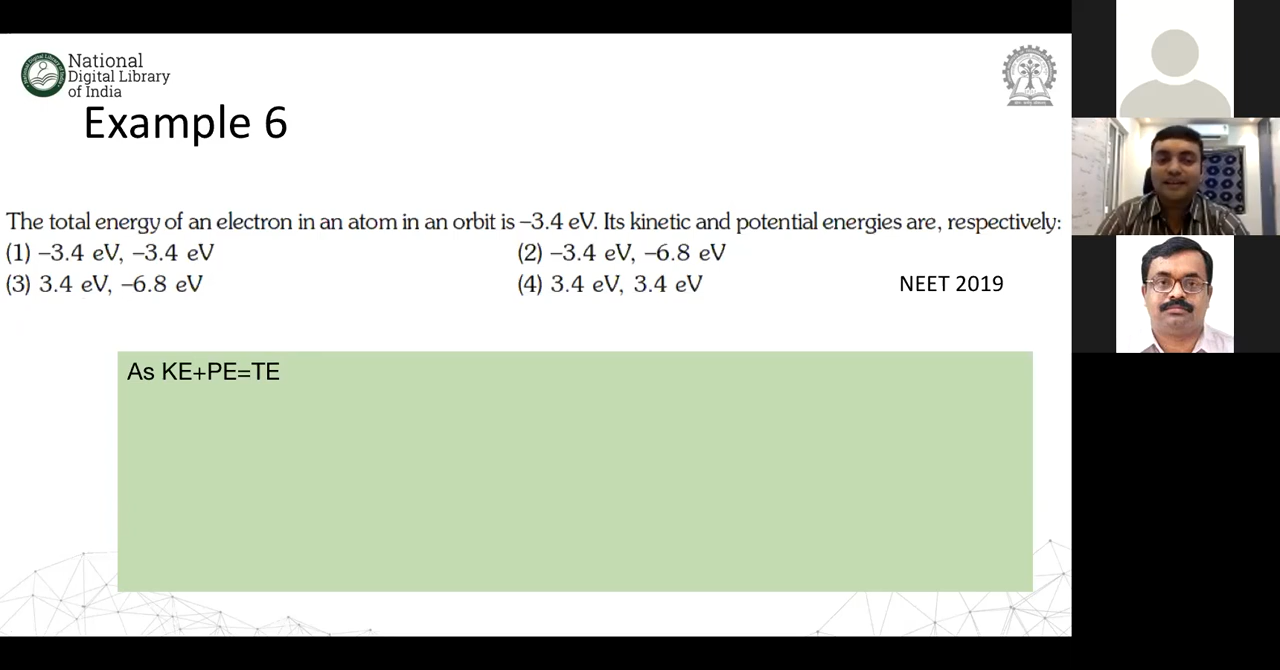 National
Digital Library
of India
Example 6
The total energy of an electron in an atom in an orbit is –3.4 eV. Its kinetic and potential energies are, respectively:
(1) –3.4 eV, –3.4 eV (2) –3.4 eV, –6.8 eV
(3) 3.4 eV, –6.8 eV (4) 3.4 eV, 3.4 eV NEET 2019
As KE+PE=TE